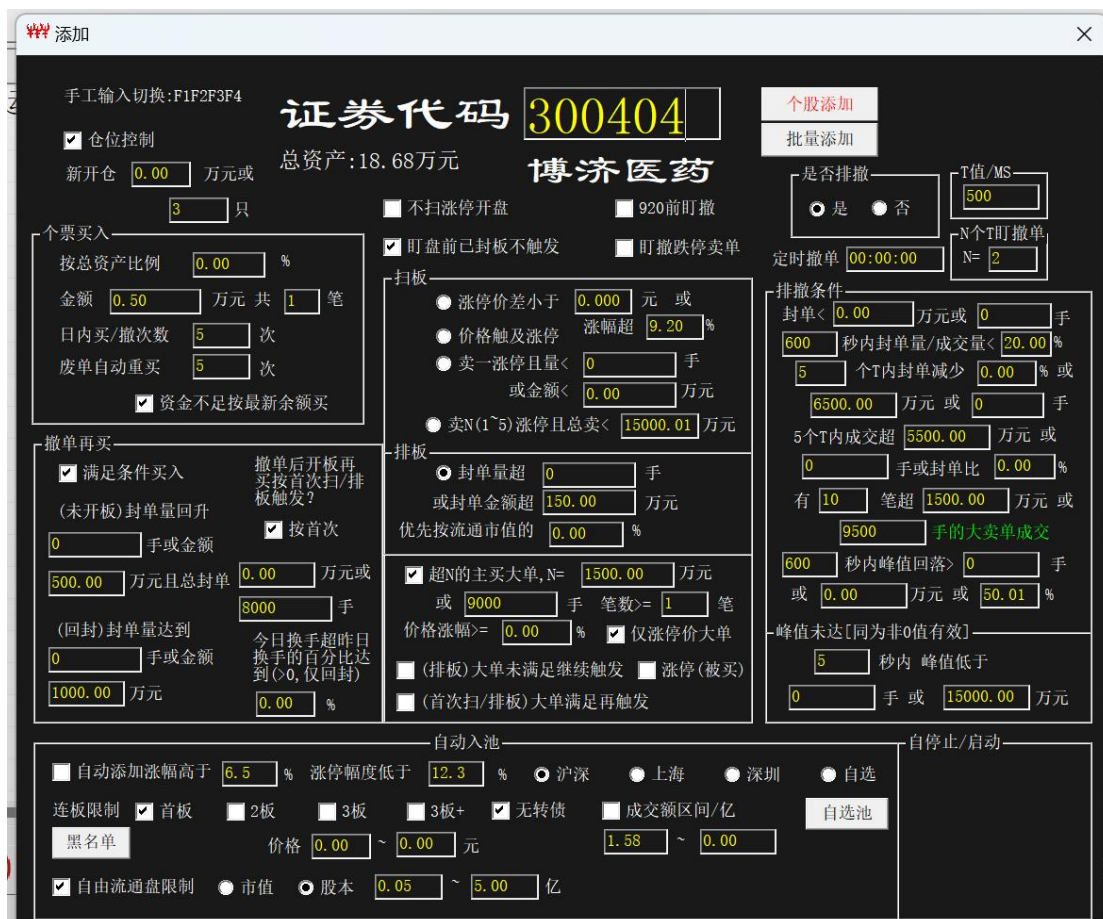 添加
手工输入切换:F1F2F3F4
证券代码 300404
个股添加
批量添加
仓位控制
总资产:18.68万元
博济医药
新开仓 0.00 万元或
3 只
不扫涨停开盘
920前盯撤
盯盘前已封板不触发
盯撤跌停卖单
是否排撤
是 否
T值/MS
500
N个T盯撤单
N= 2
定时撤单 00:00:00
个票买入
按总资产比例 0.00 %
金额 0.50 万元 共 1 笔
日内买/撤次数 5 次
废单自动重买 5 次
资金不足按最新余额买
扫板
涨停价差小于 0.000 元 或
价格触及涨停 涨幅超 9.20 %
卖一涨停且量< 0 手
或金额< 0.00 万元
卖N(1~5)涨停且总卖< 15000.01 万元
排撤条件
封单< 0.00 万元或 0 手
600 秒内封单量/成交量< 20.00 %
5 个T内封单减少 0.00 % 或
6500.00 万元 或 0 手
5个T内成交超 5500.00 万元 或
0 手或封单比 0.00 %
有 10 笔超 1500.00 万元 或
9500 手的大卖单成交
600 秒内峰值回落> 0 手
或 0.00 万元 或 50.01 %
撤单再买
满足条件买入
撤单后开板再
买按首次扫/排
板触发？
按首次
(未开板)封单量回升
0 手或金额
500.00 万元且总封单 0.00 万元或
8000 手
(回封)封单量达到
0 手或金额
1000.00 万元
今日换手超昨日
换手的百分比达
到(>0,仅回封)
0.00 %
排板
封单量超 0 手
或封单金额超 150.00 万元
优先按流通市值的 0.00 %
超N的主买大单,N= 1500.00 万元
或 9000 手 笔数>= 1 笔
价格涨幅>= 0.00 % 仅涨停价大单
(排板)大单未满足继续触发 涨停(被买)
(首次扫/排板)大单满足再触发
峰值未达[同为非0值有效]
5 秒内 峰值低于
0 手 或 15000.00 万元
自动入池
自动添加涨幅高于 6.5 % 涨停幅度低于 12.3 % 沪深 上海 深圳 自选
连板限制 首板 2板 3板 3板+ 无转债 成交额区间/亿 自选池
黑名单 价格 0.00 ~ 0.00 元 1.58 ~ 0.00
自由流通盘限制 市值 股本 0.05 ~ 5.00 亿
自停止/启动